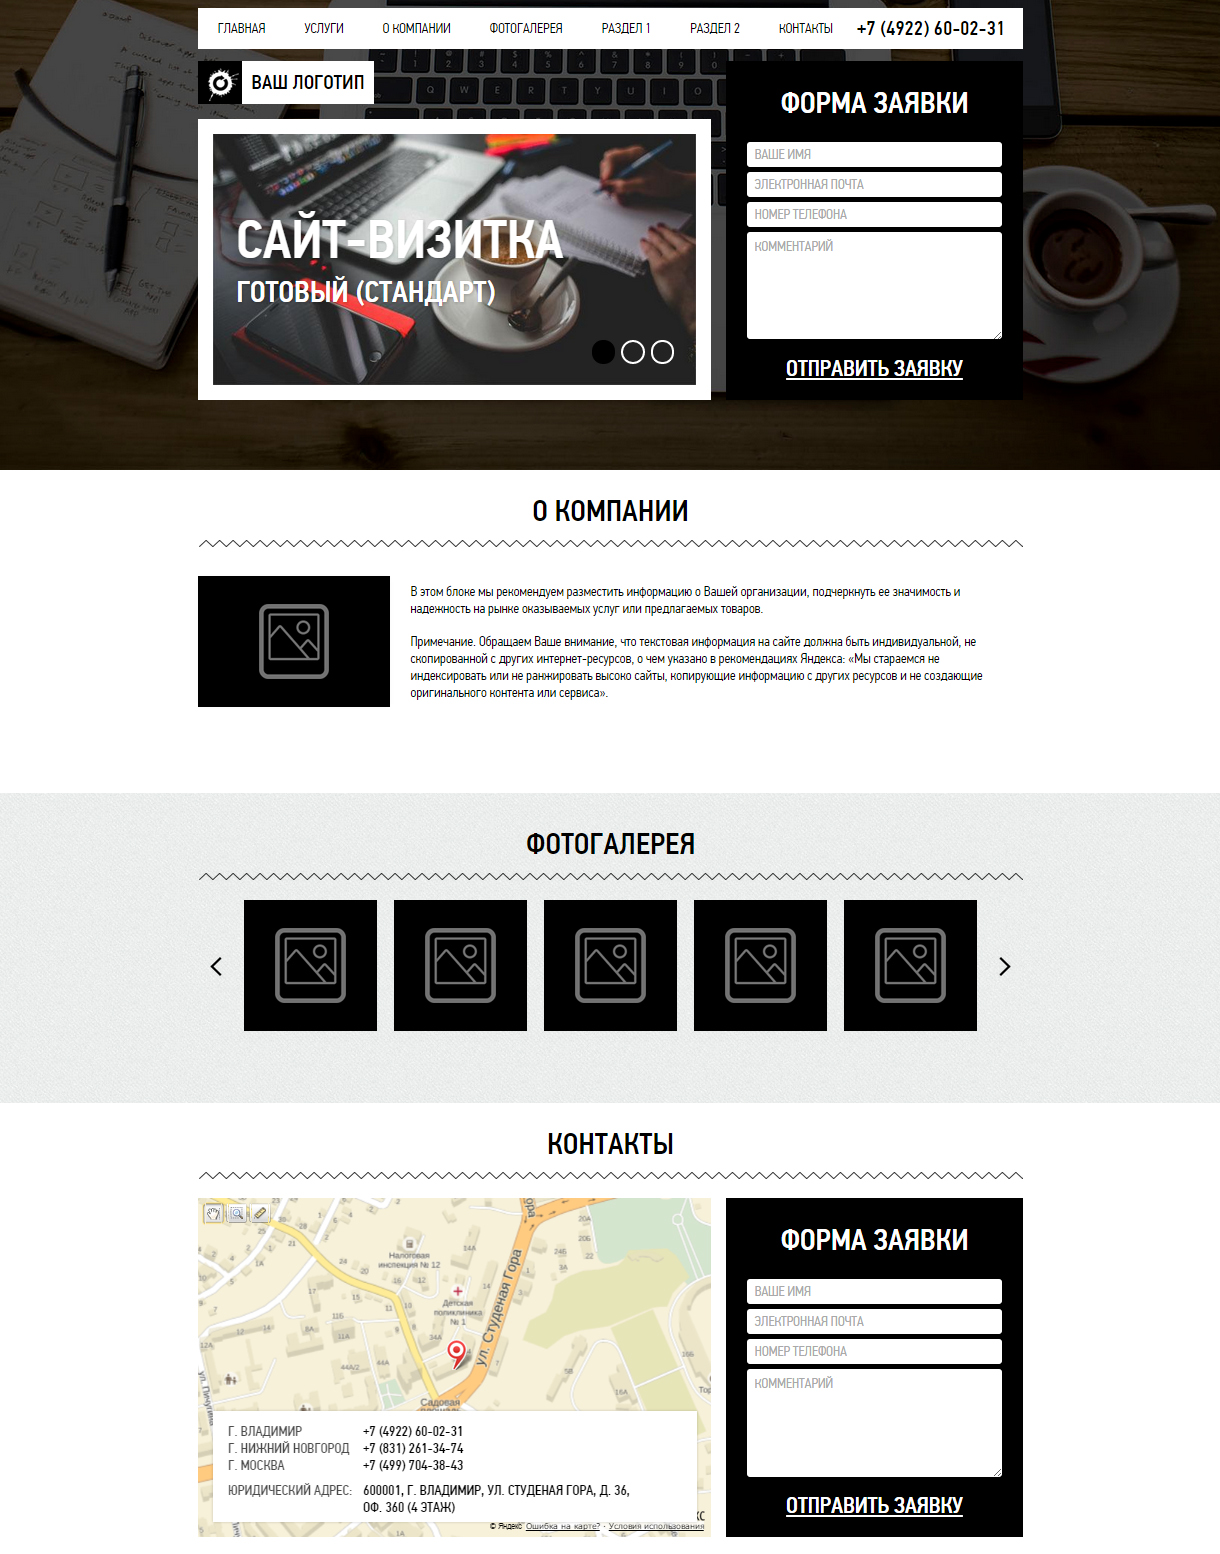 ГЛАВНАЯ УСЛУГИ О КОМПАНИИ ФОТОГАЛЕРЕЯ РАЗДЕЛ 1 РАЗДЕЛ 2 КОНТАКТЫ +7 (4922) 60-02-31
ВАШ ЛОГОТИП
САЙТ-ВИЗИТКА
ГОТОВЫЙ (СТАНДАРТ)
ФОРМА ЗАЯВКИ
ВАШЕ ИМЯ
ЭЛЕКТРОННАЯ ПОЧТА
НОМЕР ТЕЛЕФОНА
КОММЕНТАРИЙ
ОТПРАВИТЬ ЗАЯВКУ
О КОМПАНИИ
В этом блоке мы рекомендуем разместить информацию о Вашей организации, подчеркнуть ее значимость и
надежность на рынке оказываемых услуг или предлагаемых товаров.
Примечание. Обращаем Ваше внимание, что текстовая информация на сайте должна быть индивидуальной, не
скопированной с других интернет-ресурсов, о чем указано в рекомендациях Яндекса: «Мы стараемся не
индексировать или не ранжировать высоко сайты, копирующие информацию с других ресурсов и не создающие
оригинального контента или сервиса».
ФОТОГАЛЕРЕЯ
КОНТАКТЫ
Налоговая
инспекция № 12
Детская
поликлиника
№ 1
ул. Студеная Гора
ул. Пичугина
Садовая
Г. ВЛАДИМИР +7 (4922) 60-02-31
Г. НИЖНИЙ НОВГОРОД +7 (831) 261-34-74
Г. МОСКВА +7 (499) 704-38-43
ЮРИДИЧЕСКИЙ АДРЕС: 600001, Г. ВЛАДИМИР, УЛ. СТУДЕНАЯ ГОРА, Д. 36,
ОФ. 360 (4 ЭТАЖ)
© Яндекс Ошибка на карте? · Условия использования
ФОРМА ЗАЯВКИ
ВАШЕ ИМЯ
ЭЛЕКТРОННАЯ ПОЧТА
НОМЕР ТЕЛЕФОНА
КОММЕНТАРИЙ
ОТПРАВИТЬ ЗАЯВКУ